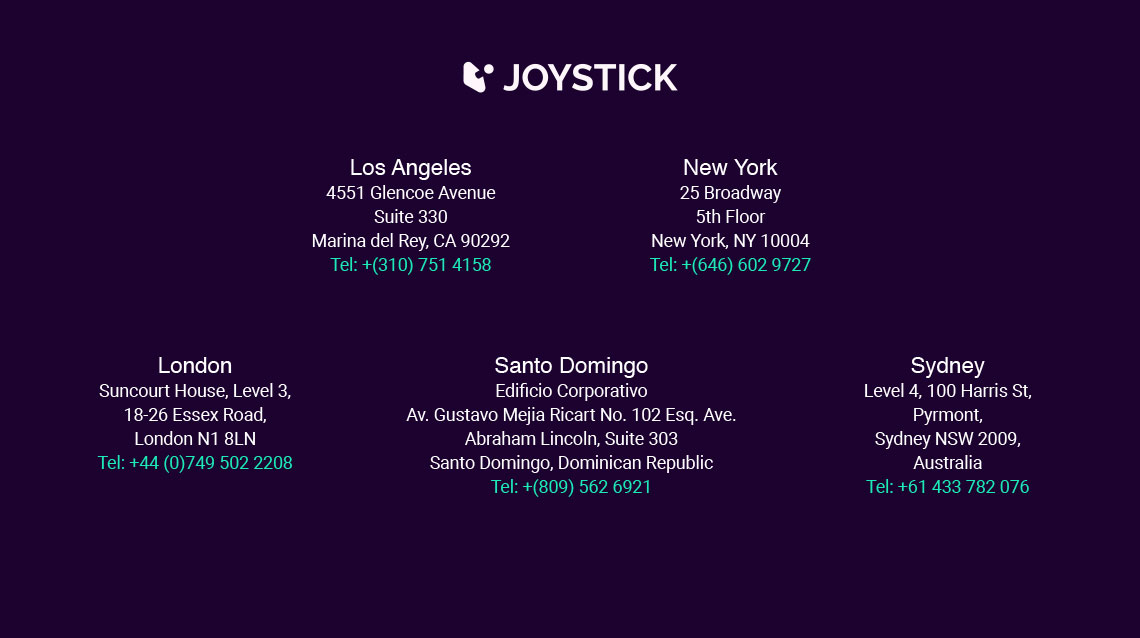 JOYSTICK
Los Angeles
4551 Glencoe Avenue
Suite 330
Marina del Rey, CA 90292
Tel: +(310) 751 4158
New York
25 Broadway
5th Floor
New York, NY 10004
Tel: +(646) 602 9727
London
Suncourt House, Level 3,
18-26 Essex Road,
London N1 8LN
Tel: +44 (0)749 502 2208
Santo Domingo
Edificio Corporativo
Av. Gustavo Mejia Ricart No. 102 Esq. Ave.
Abraham Lincoln, Suite 303
Santo Domingo, Dominican Republic
Tel: +(809) 562 6921
Sydney
Level 4, 100 Harris St,
Pyrmont,
Sydney NSW 2009,
Australia
Tel: +61 433 782 076